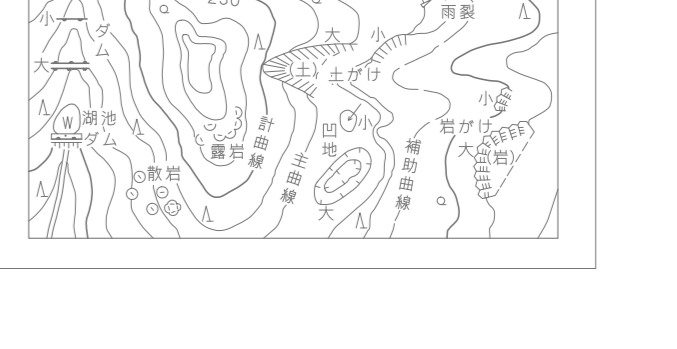 小
ダム
大
W
湖池
ダム
散岩
露岩
計曲線
主曲線
大
小
(土)
土がけ
凹地
小
大
補助曲線
雨裂
小
岩がけ
大
(岩)